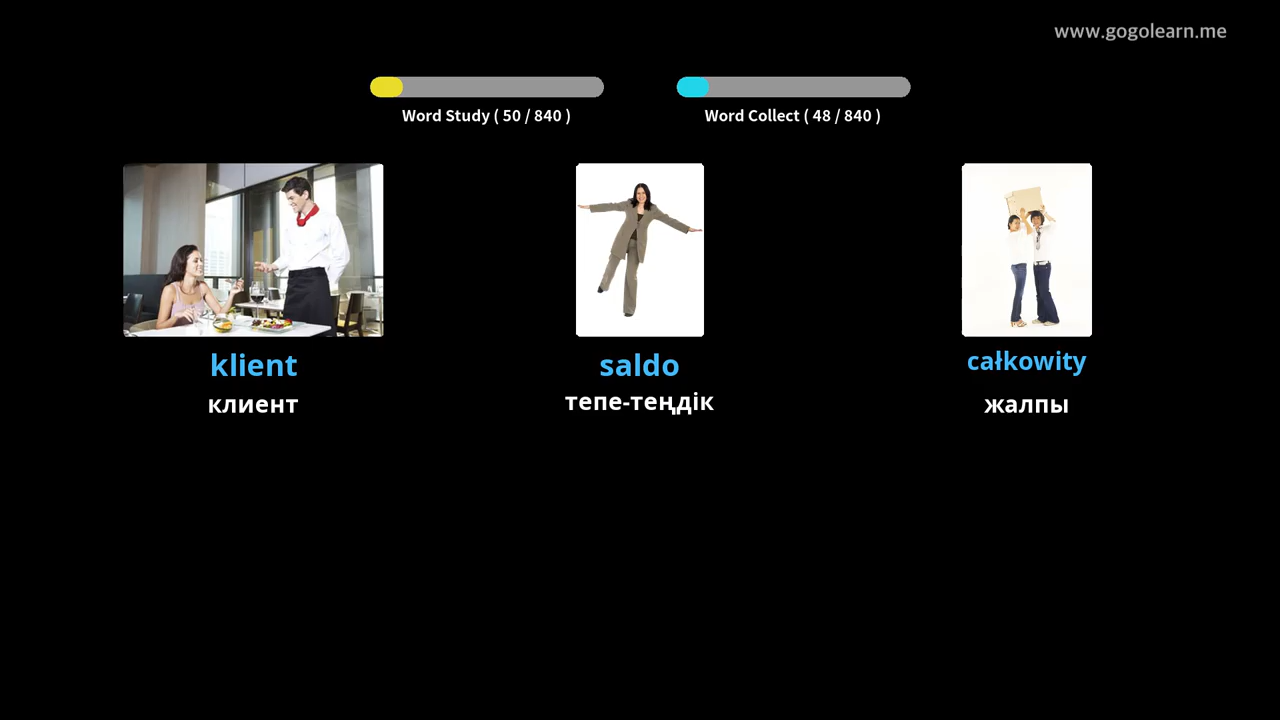 www.gogolearn.me
Word Study ( 50 / 840 )
Word Collect ( 48 / 840 )
klient
saldo
całkowity
клиент
тепе-теңдік
жалпы